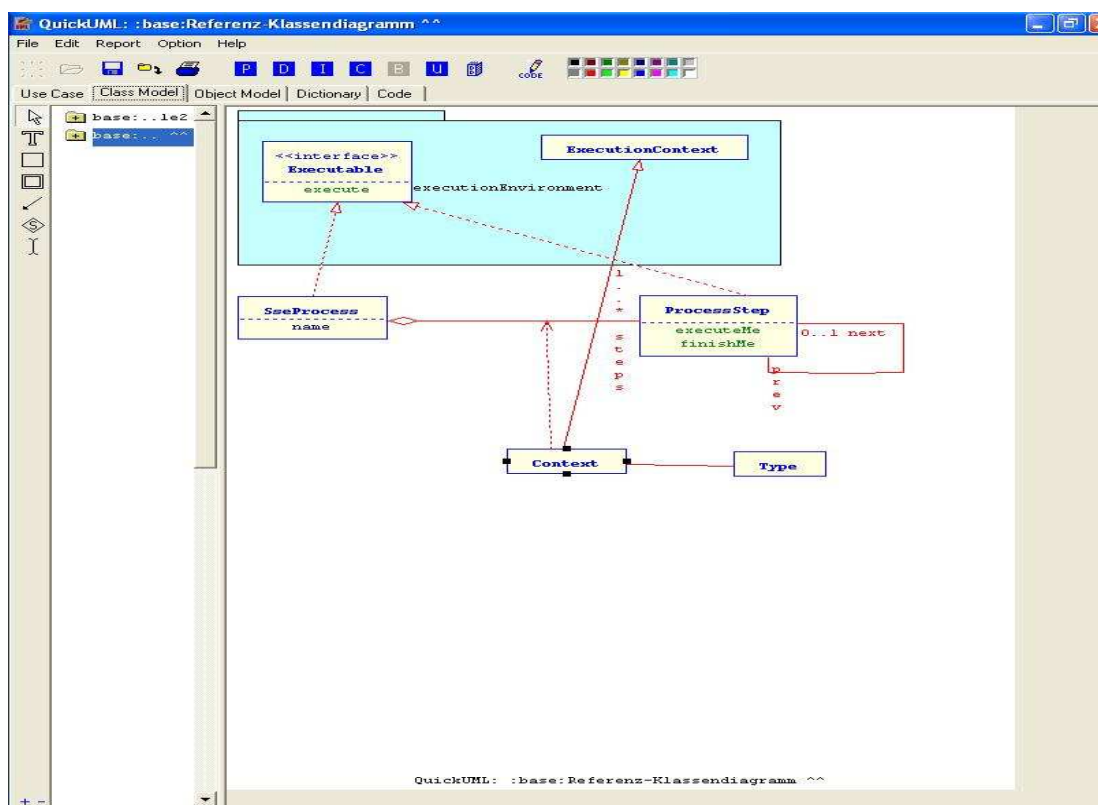 QuickUML: :base:Referenz-Klassendiagramm ^^
File Edit Report Option Help
P D I C B U CODE
Use Case Class Model Object Model Dictionary Code
base:..le2
base:.. ^^
<<interface>>
Executable
execute
executionEnvironment
ExecutionContext
SseProcess
name
1..* steps
ProcessStep
executeMe
finishMe
0..1 next
prev
Context
Type
QuickUML: :base:Referenz-Klassendiagramm ^^
+ -